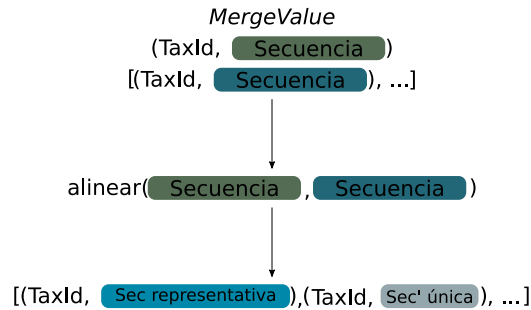 MergeValue
(TaxId, Secuencia)
[(TaxId, Secuencia), ...]
alinear(Secuencia, Secuencia)
[(TaxId, Sec representativa),(TaxId, Sec' única), ...]